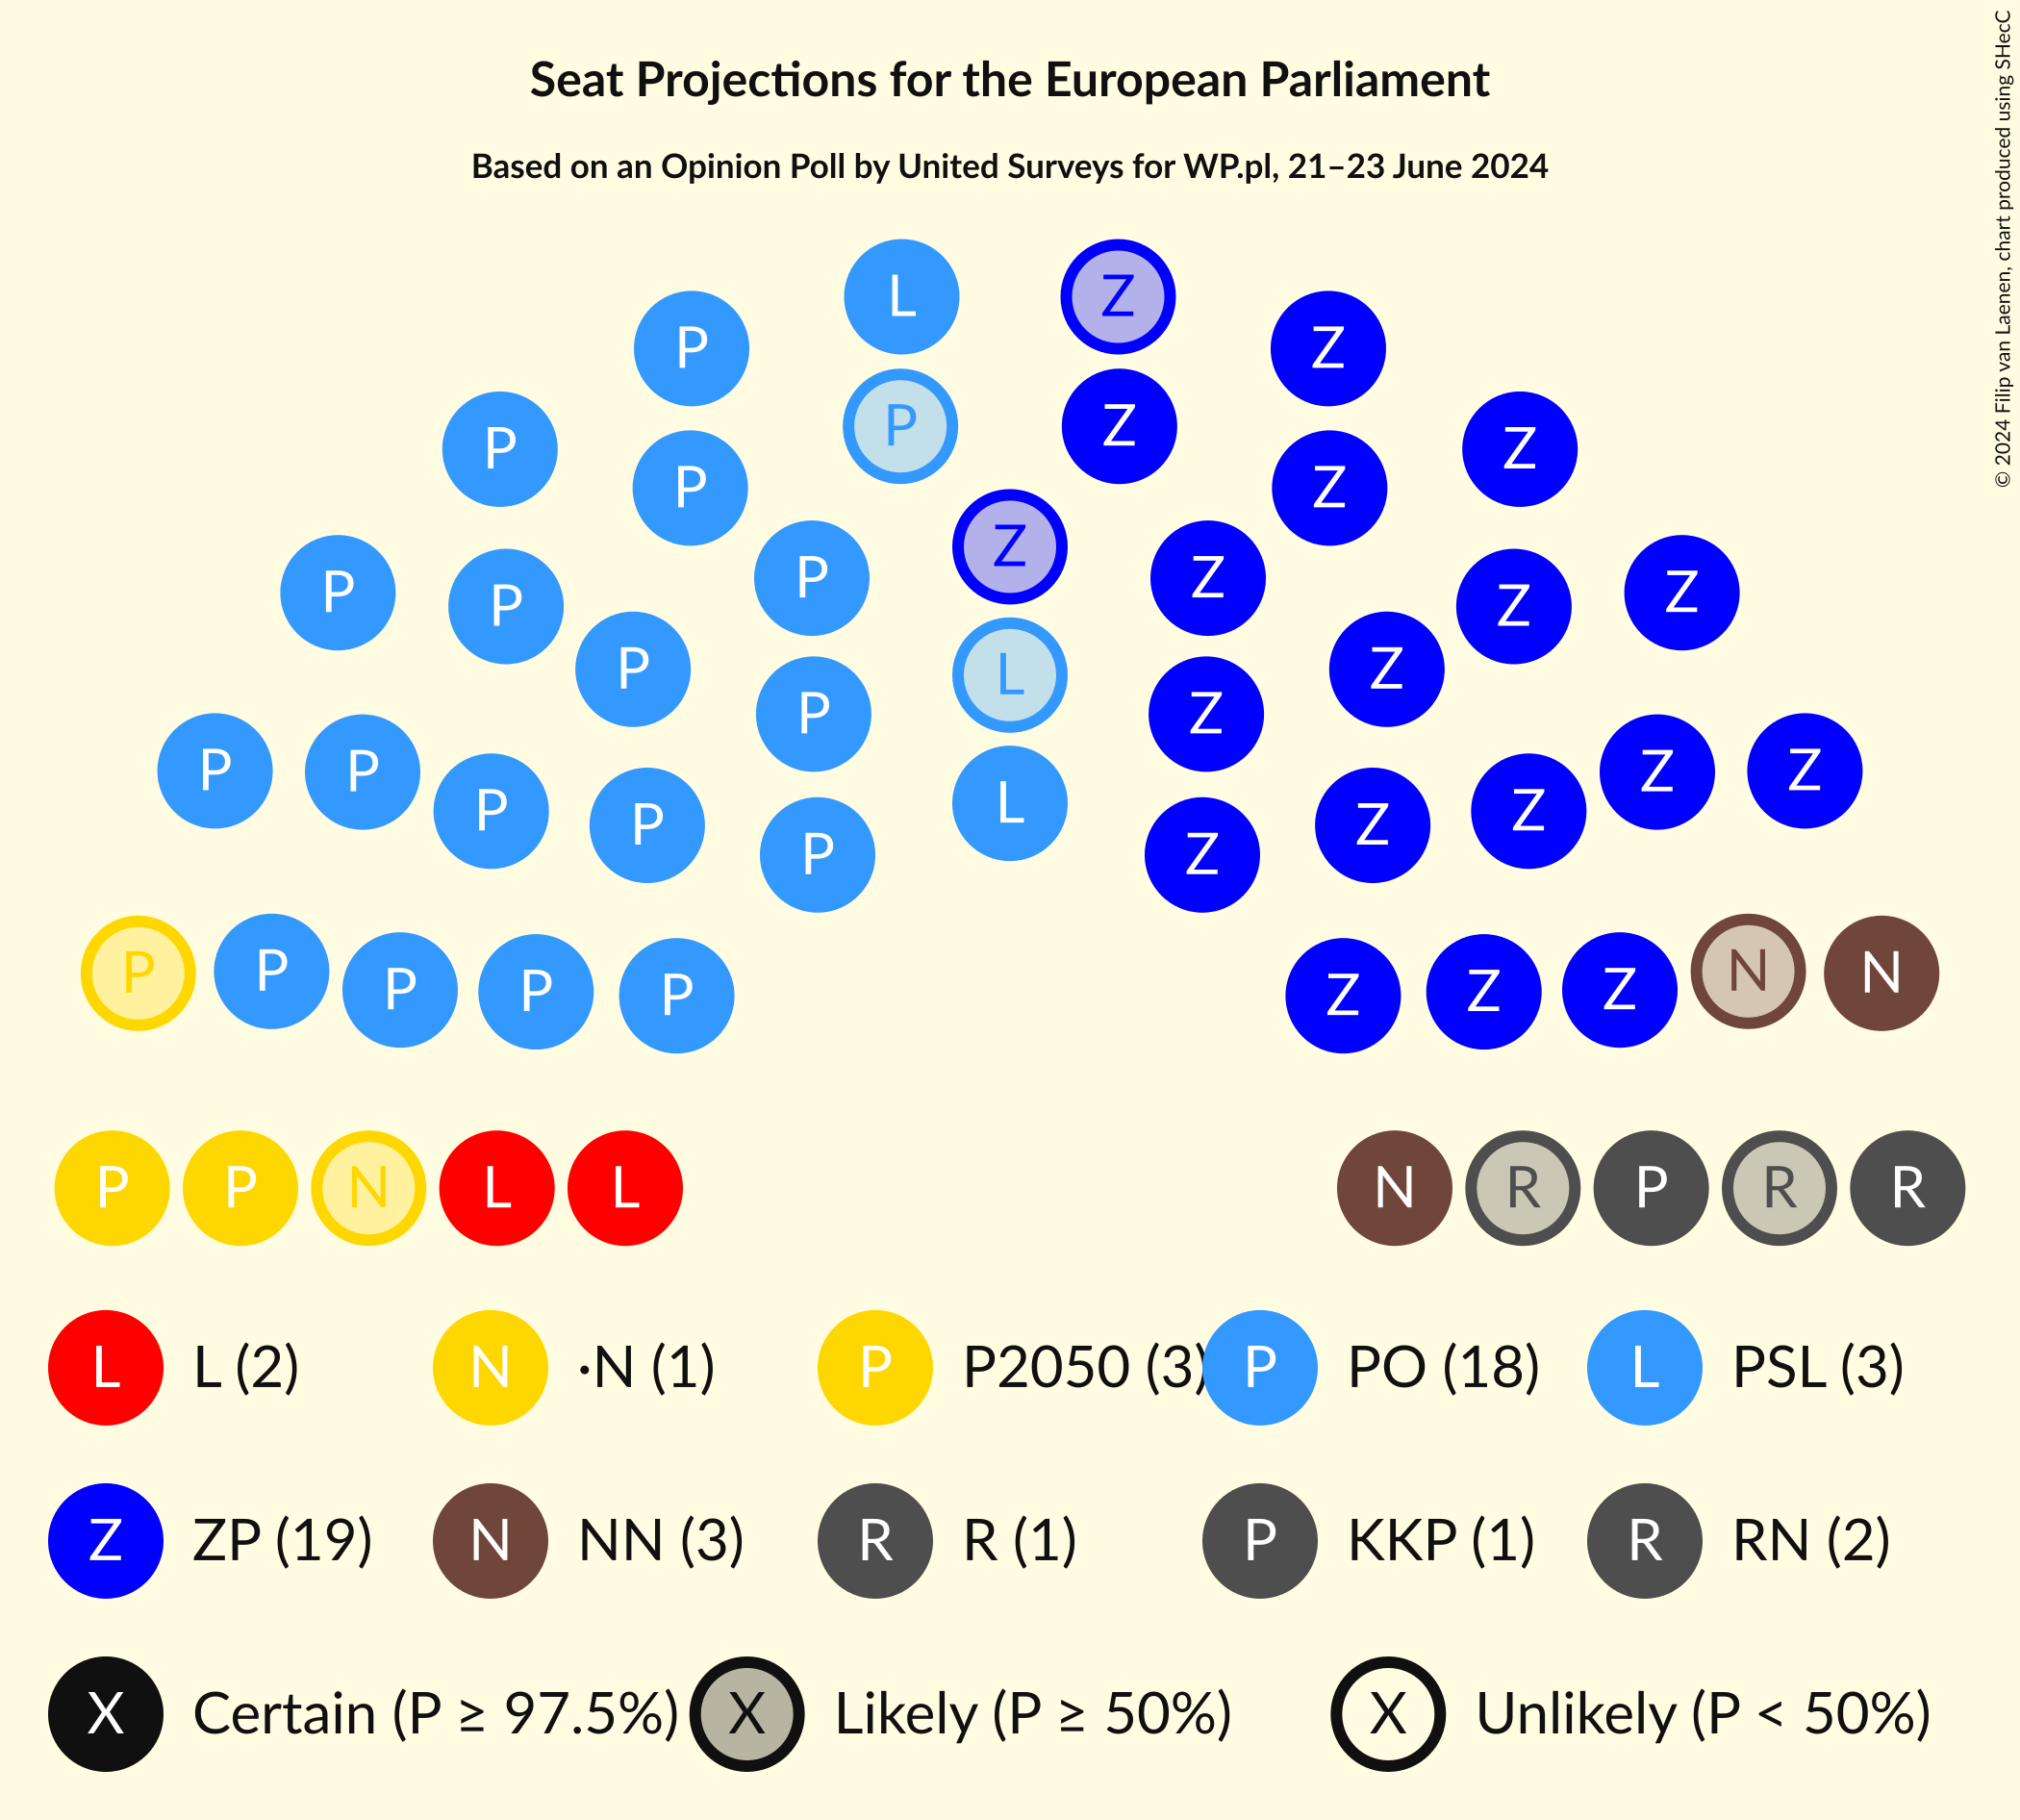 Seat Projections for the European Parliament
Based on an Opinion Poll by United Surveys for WP.pl, 21–23 June 2024
© 2024 Filip van Laenen, chart produced using SHecC
L Z
P Z
P Z
P Z
P Z
Z
P Z
P Z
P Z
L
P Z
P Z
P P Z Z
L
P P Z Z
P Z
P P P P P Z Z Z N N
P P N L L N R P R R
L L (2) N ·N (1) P P2050 (3) P PO (18) L PSL (3)
Z ZP (19) N NN (3) R R (1) P KKP (1) R RN (2)
X Certain (P ≥ 97.5%) X Likely (P ≥ 50%) X Unlikely (P < 50%)